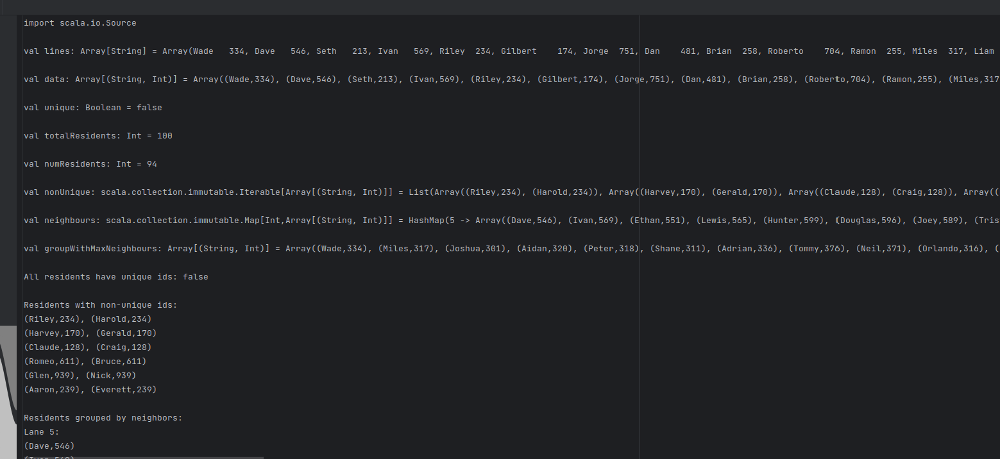 import scala.io.Source
val lines: Array[String] = Array(Wade   334, Dave   546, Seth   213, Ivan   569, Riley  234, Gilbert    174, Jorge  751, Dan    481, Brian  258, Roberto    704, Ramon  255, Miles  317, Liam
val data: Array[(String, Int)] = Array((Wade,334), (Dave,546), (Seth,213), (Ivan,569), (Riley,234), (Gilbert,174), (Jorge,751), (Dan,481), (Brian,258), (Roberto,704), (Ramon,255), (Miles,317
val unique: Boolean = false
val totalResidents: Int = 100
val numResidents: Int = 94
val nonUnique: scala.collection.immutable.Iterable[Array[(String, Int)]] = List(Array((Riley,234), (Harold,234)), Array((Harvey,170), (Gerald,170)), Array((Claude,128), (Craig,128)), Array((
val neighbours: scala.collection.immutable.Map[Int,Array[(String, Int)]] = HashMap(5 -> Array((Dave,546), (Ivan,569), (Ethan,551), (Lewis,565), (Hunter,599), (Douglas,596), (Joey,589), (Tris
val groupWithMaxNeighbours: Array[(String, Int)] = Array((Wade,334), (Miles,317), (Joshua,301), (Aidan,320), (Peter,318), (Shane,311), (Adrian,336), (Tommy,376), (Neil,371), (Orlando,316), (
All residents have unique ids: false
Residents with non-unique ids:
(Riley,234), (Harold,234)
(Harvey,170), (Gerald,170)
(Claude,128), (Craig,128)
(Romeo,611), (Bruce,611)
(Glen,939), (Nick,939)
(Aaron,239), (Everett,239)
Residents grouped by neighbors:
Lane 5:
(Dave,546)